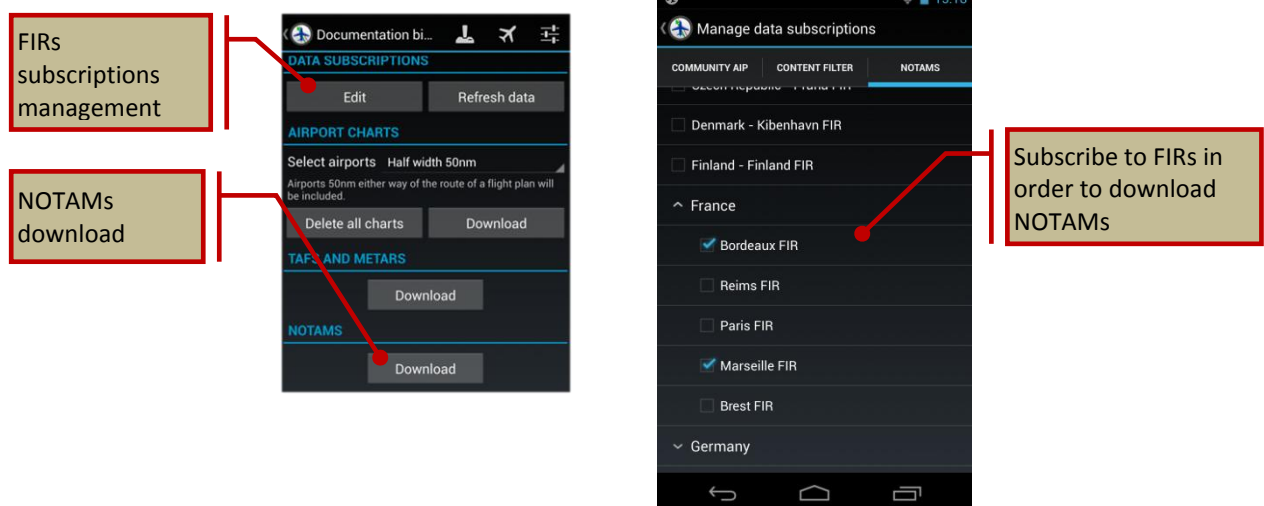 FIRs
subscriptions
management
NOTAMs
download
Documentation bi...
DATA SUBSCRIPTIONS
Edit
Refresh data
AIRPORT CHARTS
Select airports Half width 50nm
Airports 50nm either way of the route of a flight plan will
be included.
Delete all charts
Download
TAFS AND METARS
Download
NOTAMS
Download
Manage data subscriptions
COMMUNITY AIP
CONTENT FILTER
NOTAMS
Denmark - Kibenhavn FIR
Finland - Finland FIR
France
Bordeaux FIR
Reims FIR
Paris FIR
Marseille FIR
Brest FIR
Germany
Subscribe to FIRs in
order to download
NOTAMs